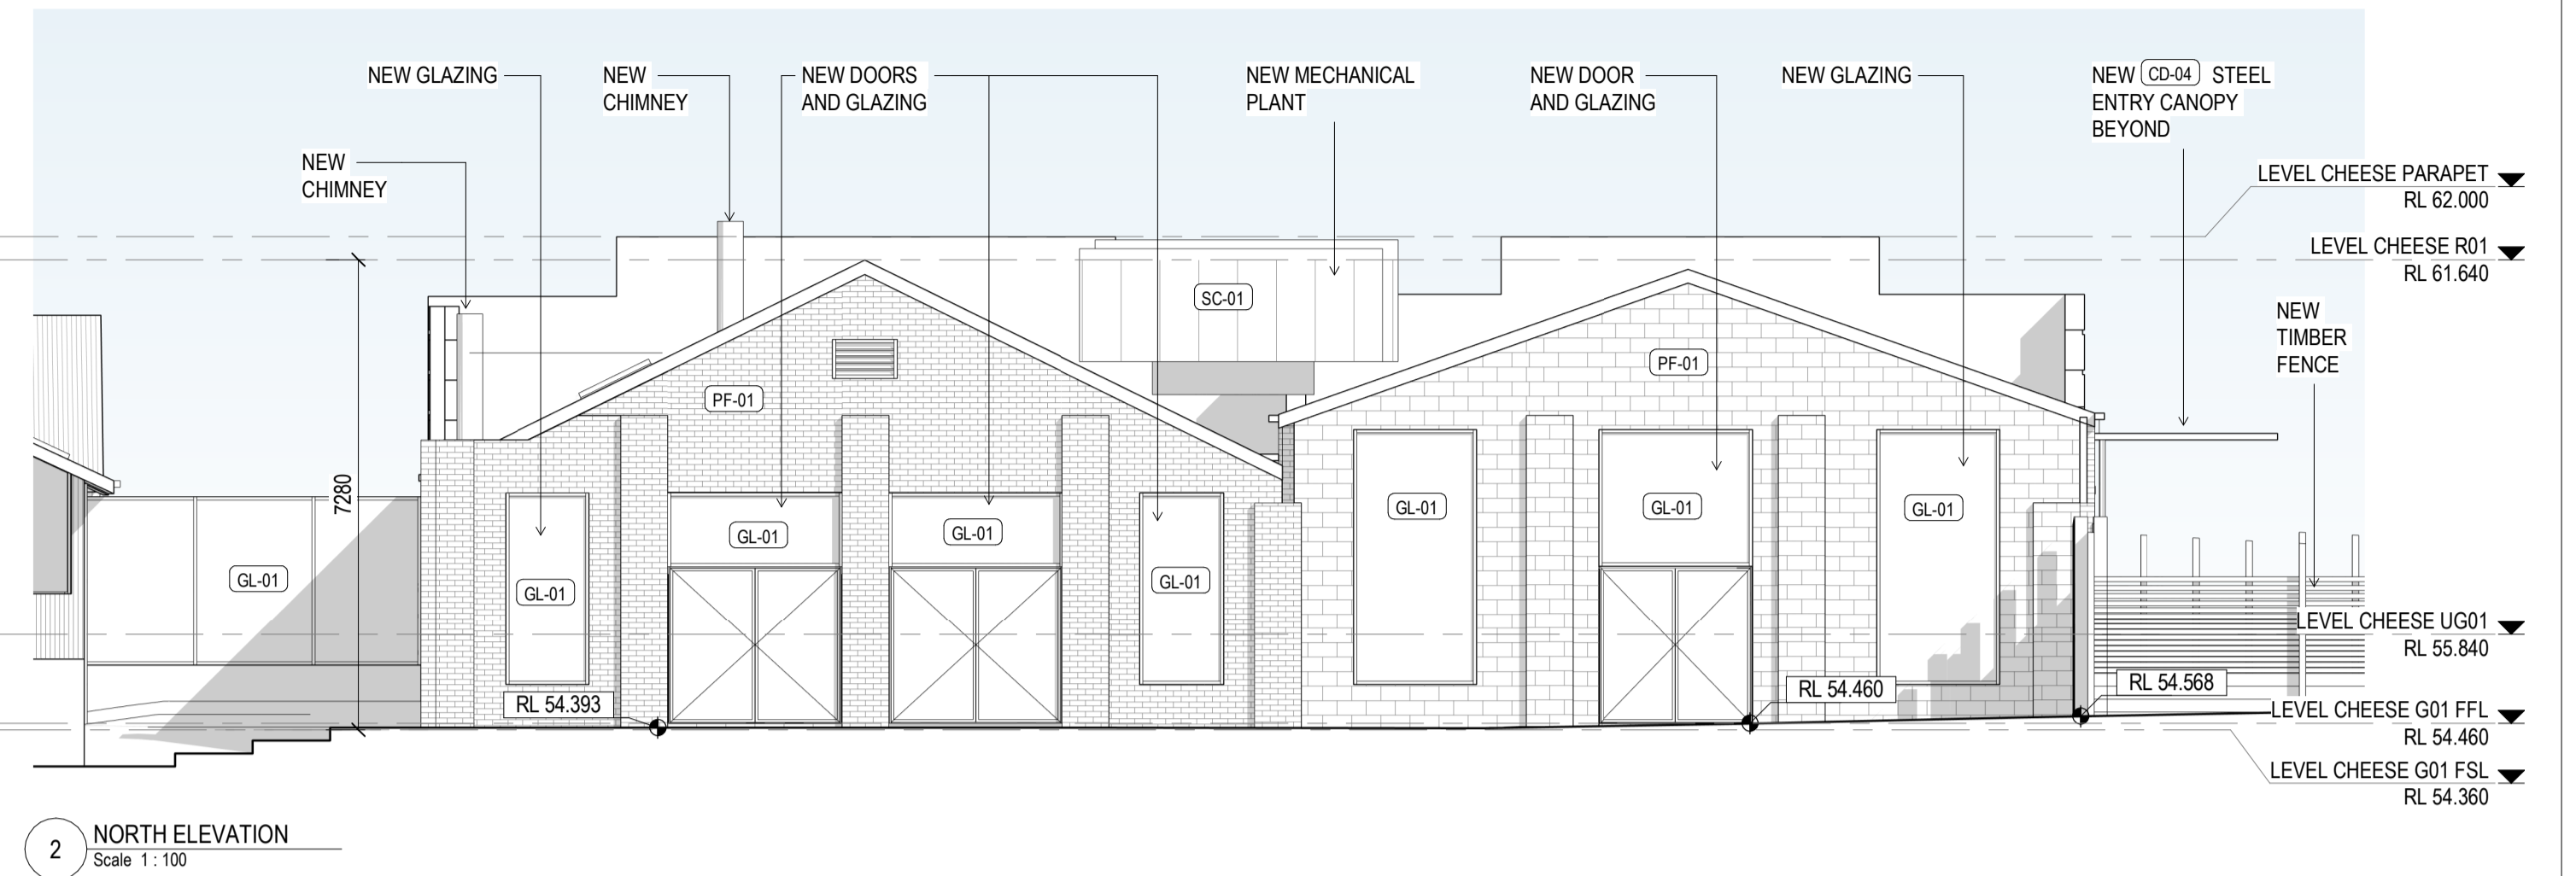 NEW GLAZING
NEW
CHIMNEY
NEW DOORS
AND GLAZING
NEW MECHANICAL
PLANT
NEW DOOR
AND GLAZING
NEW GLAZING
NEW CD-04 STEEL
ENTRY CANOPY
BEYOND
NEW
CHIMNEY
LEVEL CHEESE PARAPET
RL 62.000
LEVEL CHEESE R01
RL 61.640
SC-01
NEW
TIMBER
FENCE
PF-01
PF-01
7280
GL-01
GL-01
GL-01
GL-01
GL-01
GL-01
GL-01
GL-01
LEVEL CHEESE UG01
RL 55.840
RL 54.393
RL 54.460
RL 54.568
LEVEL CHEESE G01 FFL
RL 54.460
LEVEL CHEESE G01 FSL
RL 54.360
2
NORTH ELEVATION
Scale 1 : 100